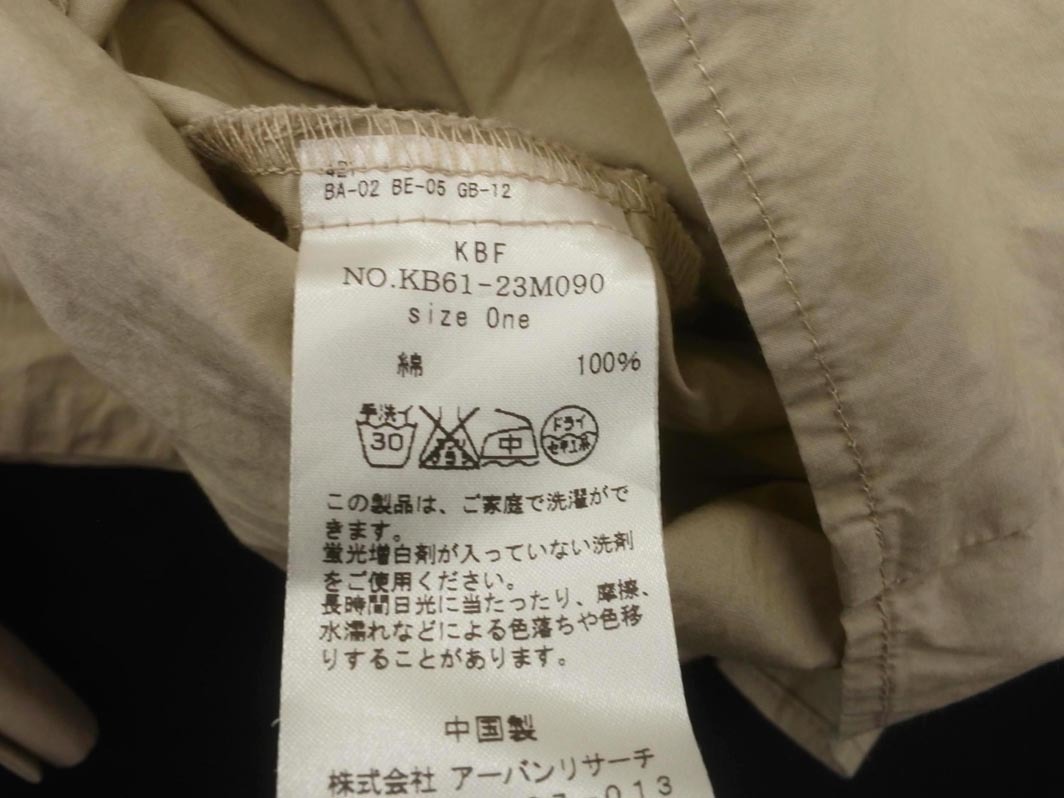 BA-02 BE-05 GB-12
KBF
NO.KB61-23M090
size One
綿 100%
手洗イ
30
中
ドライ
セキユ系
この製品は、ご家庭で洗濯がで
きます。
蛍光増白剤が入っていない洗剤
をご使用ください。
長時間日光に当たったり、摩擦、
水濡れなどによる色落ちや色移
りすることがあります。
中国製
株式会社 アーバンリサーチ